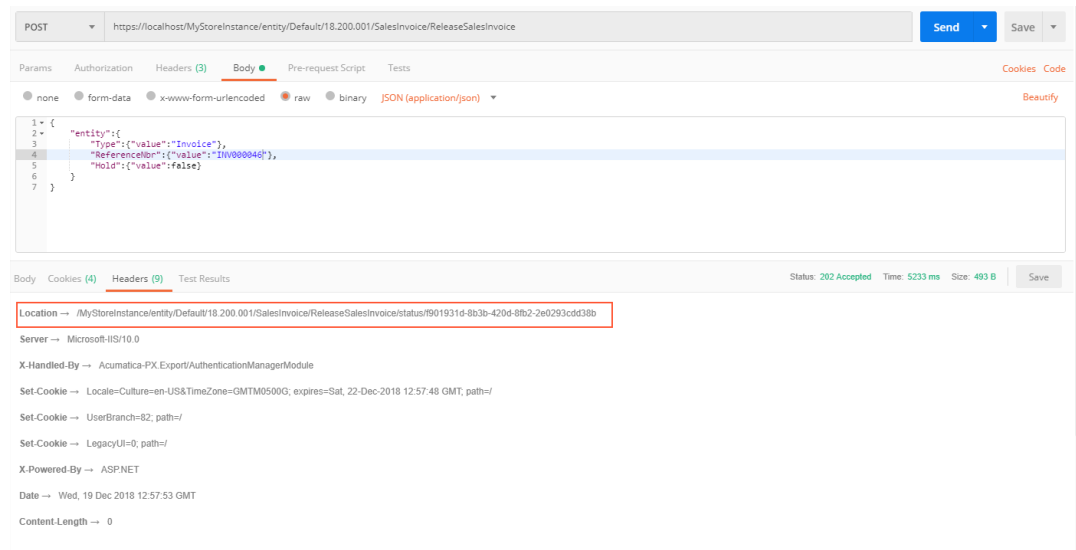 POST https://localhost/MyStoreInstance/entity/Default/18.200.001/SalesInvoice/ReleaseSalesInvoice Send Save
Params Authorization Headers (3) Body Pre-request Script Tests Cookies Code
none form-data x-www-form-urlencoded raw binary JSON (application/json) Beautify
1 {
2 "entity":{
3 "Type":{"value":"Invoice"},
4 "ReferenceNbr":{"value":"INV000046"},
5 "Hold":{"value":false}
6 }
7 }
Body Cookies (4) Headers (9) Test Results Status: 202 Accepted Time: 5233 ms Size: 493 B Save
Location → /MyStoreInstance/entity/Default/18.200.001/SalesInvoice/ReleaseSalesInvoice/status/f901931d-8b3b-420d-8fb2-2e0293cdd38b
Server → Microsoft-IIS/10.0
X-Handled-By → Acumatica-PX.Export/AuthenticationManagerModule
Set-Cookie → Locale=Culture=en-US&TimeZone=GMTM0500G; expires=Sat, 22-Dec-2018 12:57:48 GMT; path=/
Set-Cookie → UserBranch=82; path=/
Set-Cookie → LegacyUI=0; path=/
X-Powered-By → ASP.NET
Date → Wed, 19 Dec 2018 12:57:53 GMT
Content-Length → 0